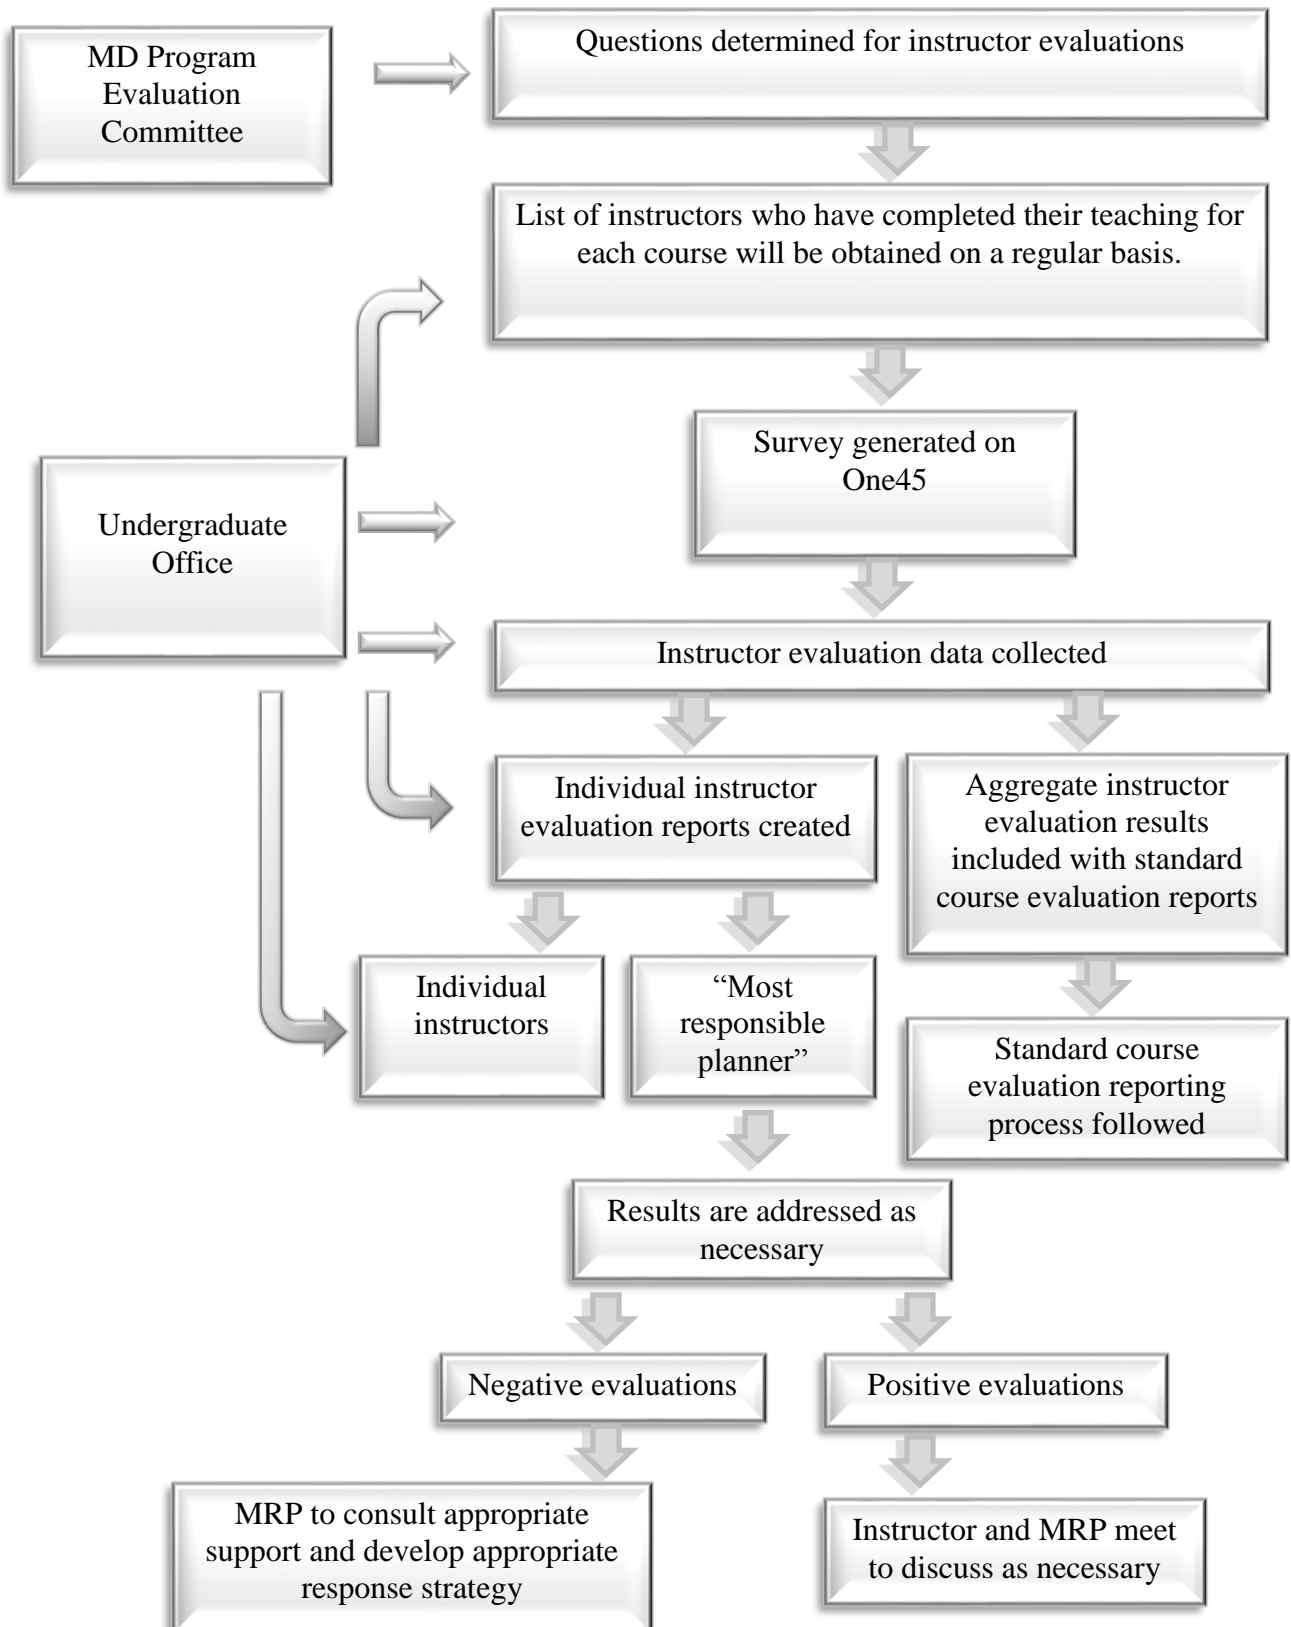 MD Program
Evaluation
Committee
Questions determined for instructor evaluations
List of instructors who have completed their teaching for
each course will be obtained on a regular basis.
Survey generated on
One45
Undergraduate
Office
Instructor evaluation data collected
Individual instructor
evaluation reports created
Aggregate instructor
evaluation results
included with standard
course evaluation reports
Individual
instructors
“Most
responsible
planner”
Standard course
evaluation reporting
process followed
Results are addressed as
necessary
Negative evaluations
Positive evaluations
MRP to consult appropriate
support and develop appropriate
response strategy
Instructor and MRP meet
to discuss as necessary